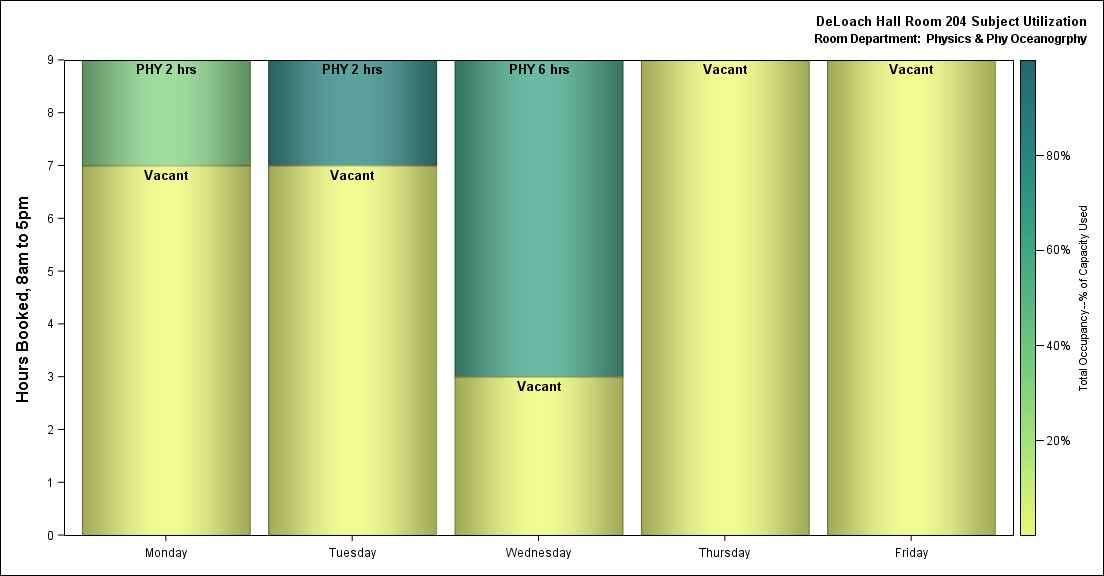 DeLoach Hall Room 204 Subject Utilization
Room Department:  Physics & Phy Oceanogrphy
Hours Booked, 8am to 5pm
9
8
7
6
5
4
3
2
1
0
PHY 2 hrs
Vacant
PHY 2 hrs
Vacant
PHY 6 hrs
Vacant
Vacant
Vacant
Monday
Tuesday
Wednesday
Thursday
Friday
80%
60%
40%
20%
Total Occupancy--% of Capacity Used